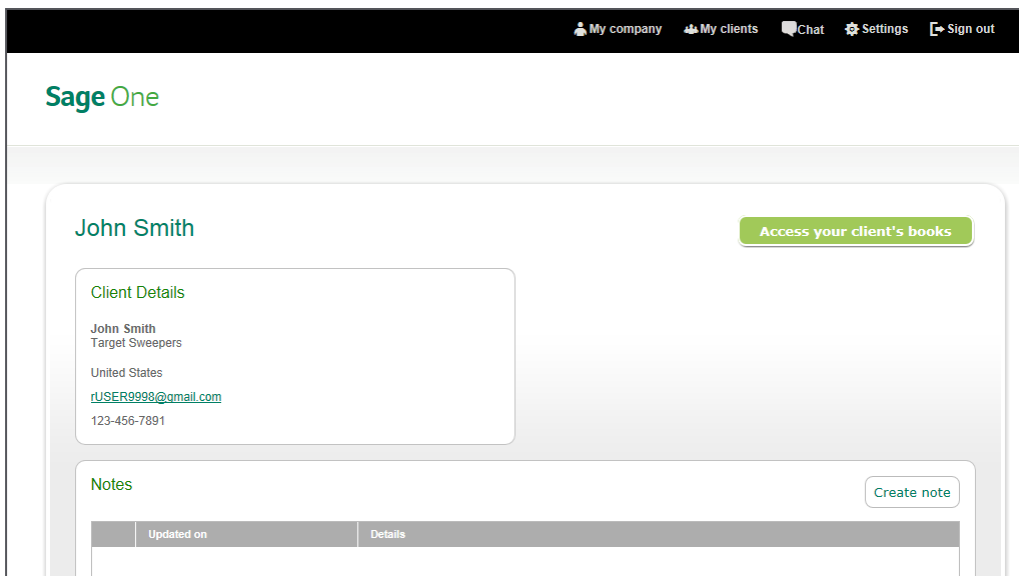 My company My clients Chat Settings Sign out
Sage One
John Smith
Access your client's books
Client Details
John Smith
Target Sweepers
United States
rUSER9998@gmail.com
123-456-7891
Notes
Create note
Updated on Details